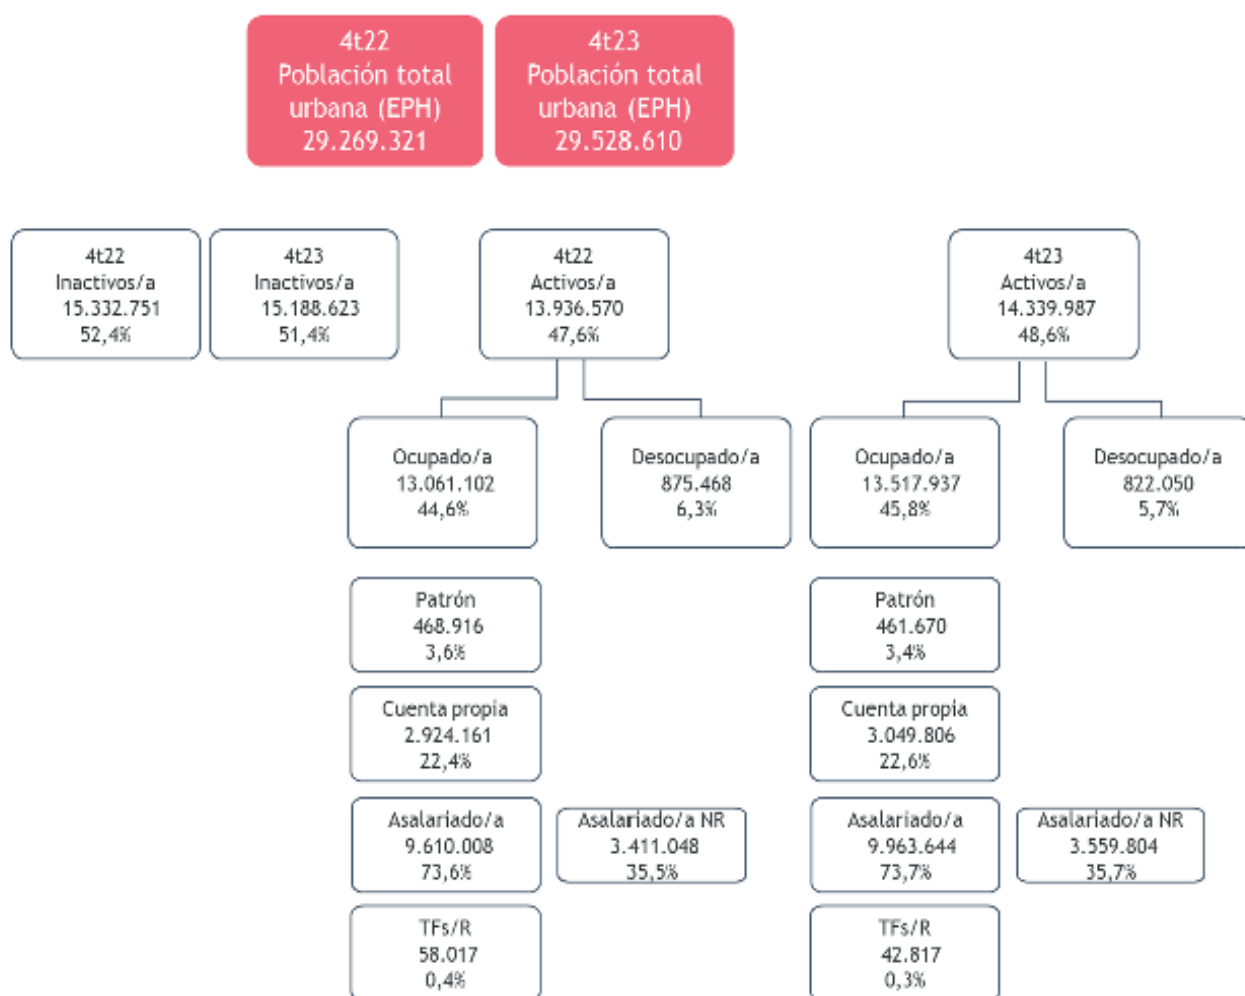 4t22
Población total
urbana (EPH)
29.269.321
4t23
Población total
urbana (EPH)
29.528.610
4t22
Inactivos/a
15.332.751
52,4%
4t23
Inactivos/a
15.188.623
51,4%
4t22
Activos/a
13.936.570
47,6%
4t23
Activos/a
14.339.987
48,6%
Ocupado/a
13.061.102
44,6%
Desocupado/a
875.468
6,3%
Ocupado/a
13.517.937
45,8%
Desocupado/a
822.050
5,7%
Patrón
468.916
3,6%
Patrón
461.670
3,4%
Cuenta propia
2.924.161
22,4%
Cuenta propia
3.049.806
22,6%
Asalariado/a
9.610.008
73,6%
Asalariado/a NR
3.411.048
35,5%
Asalariado/a
9.963.644
73,7%
Asalariado/a NR
3.559.804
35,7%
TFs/R
58.017
0,4%
TFs/R
42.817
0,3%